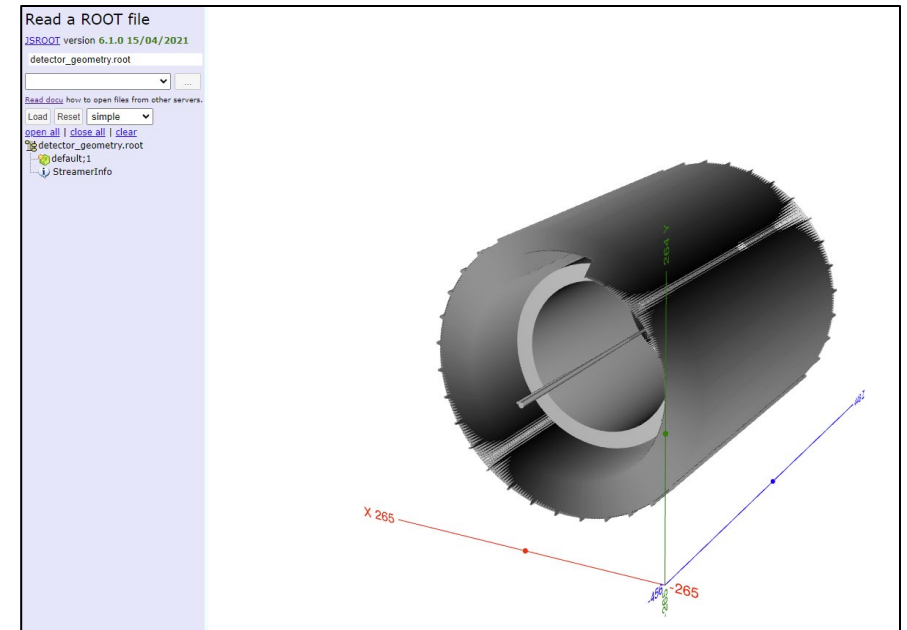 Read a ROOT file
JSROOT version 6.1.0 15/04/2021
detector_geometry.root
...
Read docu how to open files from other servers.
Load Reset simple
open all | close all | clear
detector_geometry.root
default;1
StreamerInfo
264 Y
X 265
-265
-265
-456